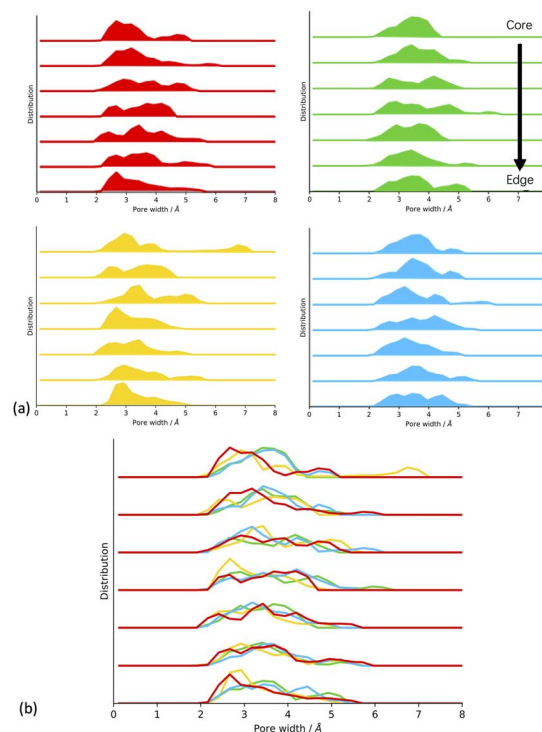 Core
Edge
Distribution
0 1 2 3 4 5 6 7 8
Pore width / Å
Distribution
0 1 2 3 4 5 6 7
Pore width / Å
Distribution
0 1 2 3 4 5 6 7 8
Pore width / Å
Distribution
0 1 2 3 4 5 6 7
Pore width / Å
(a)
Distribution
0 1 2 3 4 5 6 7 8
Pore width / Å
(b)